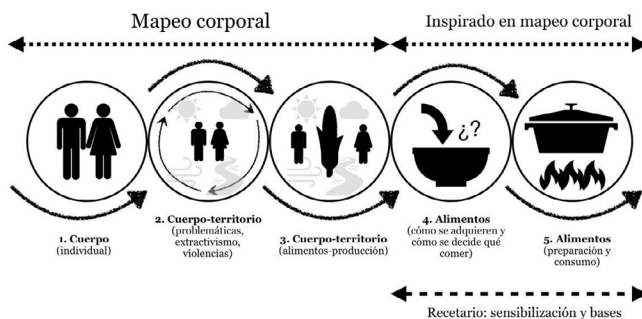 Mapeo corporal
Inspirado en mapeo corporal
¿?
1. Cuerpo
(individual)
2. Cuerpo-territorio
(problemáticas,
extractivismo,
violencias)
3. Cuerpo-territorio
(alimentos-producción)
4. Alimentos
(cómo se adquieren y
cómo se decide qué
comer)
5. Alimentos
(preparación y
consumo)
Recetario: sensibilización y bases